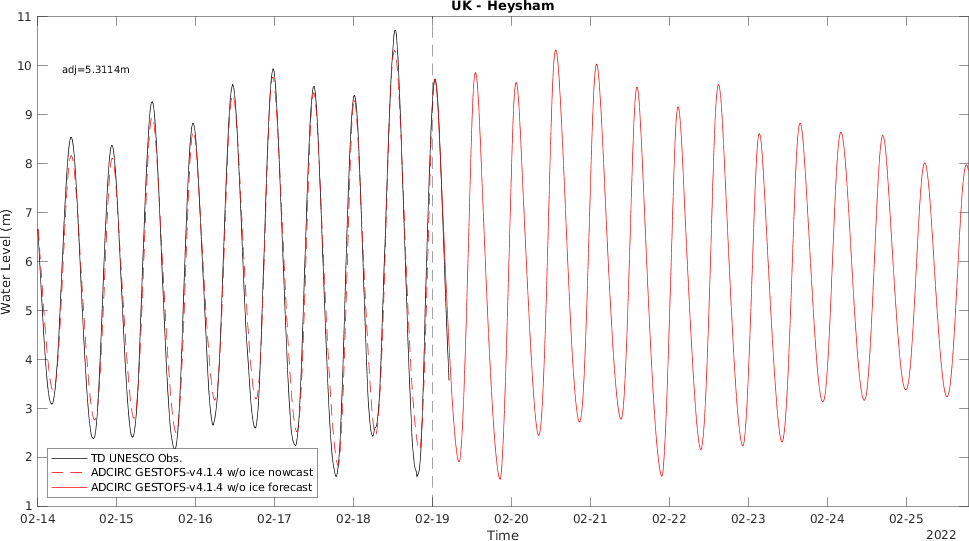 UK - Heysham
adj=5.3114m
11
10
9
8
7
6
5
4
3
2
1
Water Level (m)
TD UNESCO Obs.
ADCIRC GESTOFS-v4.1.4 w/o ice nowcast
ADCIRC GESTOFS-v4.1.4 w/o ice forecast
02-14 02-15 02-16 02-17 02-18 02-19 02-20 02-21 02-22 02-23 02-24 02-25
Time
2022